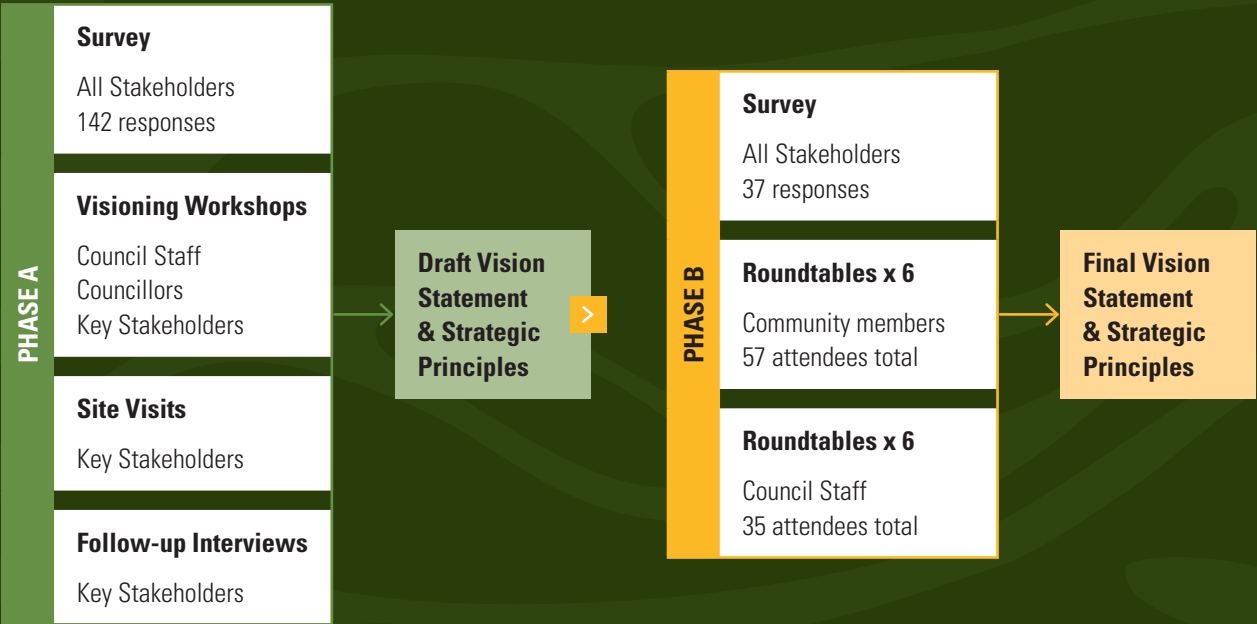 PHASE A
Survey
All Stakeholders
142 responses
Visioning Workshops
Council Staff
Councillors
Key Stakeholders
Site Visits
Key Stakeholders
Follow-up Interviews
Key Stakeholders
Draft Vision
Statement
& Strategic
Principles
PHASE B
Survey
All Stakeholders
37 responses
Roundtables x 6
Community members
57 attendees total
Roundtables x 6
Council Staff
35 attendees total
Final Vision
Statement
& Strategic
Principles